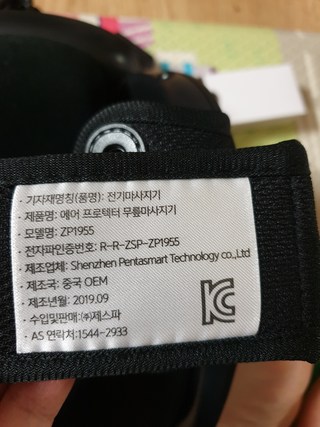 · 기자재명칭(품명): 전기마사지기
· 제품명: 에어 프로텍터 무릎마사지기
· 모델명: ZP1955
· 전자파인증번호: R-R-ZSP-ZP1955
· 제조업체: Shenzhen Pentasmart Technology co.,Ltd
· 제조국: 중국 OEM
· 제조년월: 2019.09
· 수입및판매:㈜제스파
· AS 연락처:1544-2933